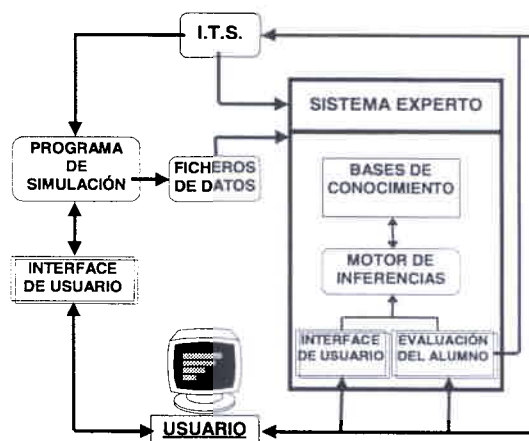 I.T.S.
SISTEMA EXPERTO
PROGRAMA
DE
SIMULACIÓN
FICHEROS
DE DATOS
BASES DE
CONOCIMIENTO
MOTOR DE
INFERENCIAS
INTERFACE
DE USUARIO
INTERFACE
DE USUARIO
EVALUACIÓN
DEL ALUMNO
USUARIO